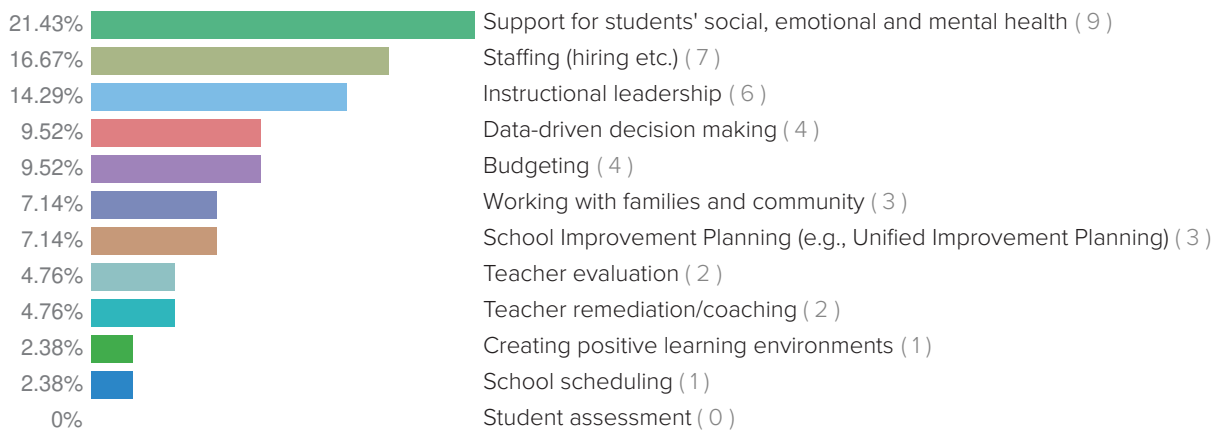 21.43% Support for students' social, emotional and mental health ( 9 )
16.67% Staffing (hiring etc.) ( 7 )
14.29% Instructional leadership ( 6 )
9.52% Data-driven decision making ( 4 )
9.52% Budgeting ( 4 )
7.14% Working with families and community ( 3 )
7.14% School Improvement Planning (e.g., Unified Improvement Planning) ( 3 )
4.76% Teacher evaluation ( 2 )
4.76% Teacher remediation/coaching ( 2 )
2.38% Creating positive learning environments ( 1 )
2.38% School scheduling ( 1 )
0% Student assessment ( 0 )